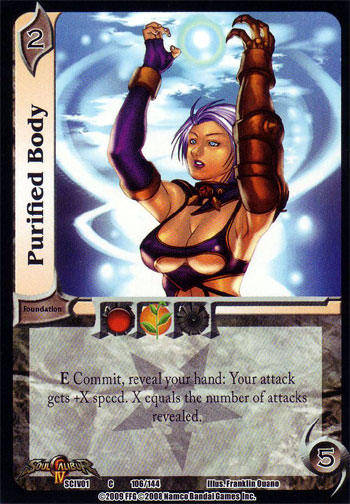 2
Purified Body
Foundation
E Commit, reveal your hand: Your attack
gets +X speed. X equals the number of attacks
revealed.
5
SOULCALIBUR
IV
SCIV01 C 106/144 Illus. Franklin Quano
©2009 FFG ©2008 Namco Bandai Games Inc.